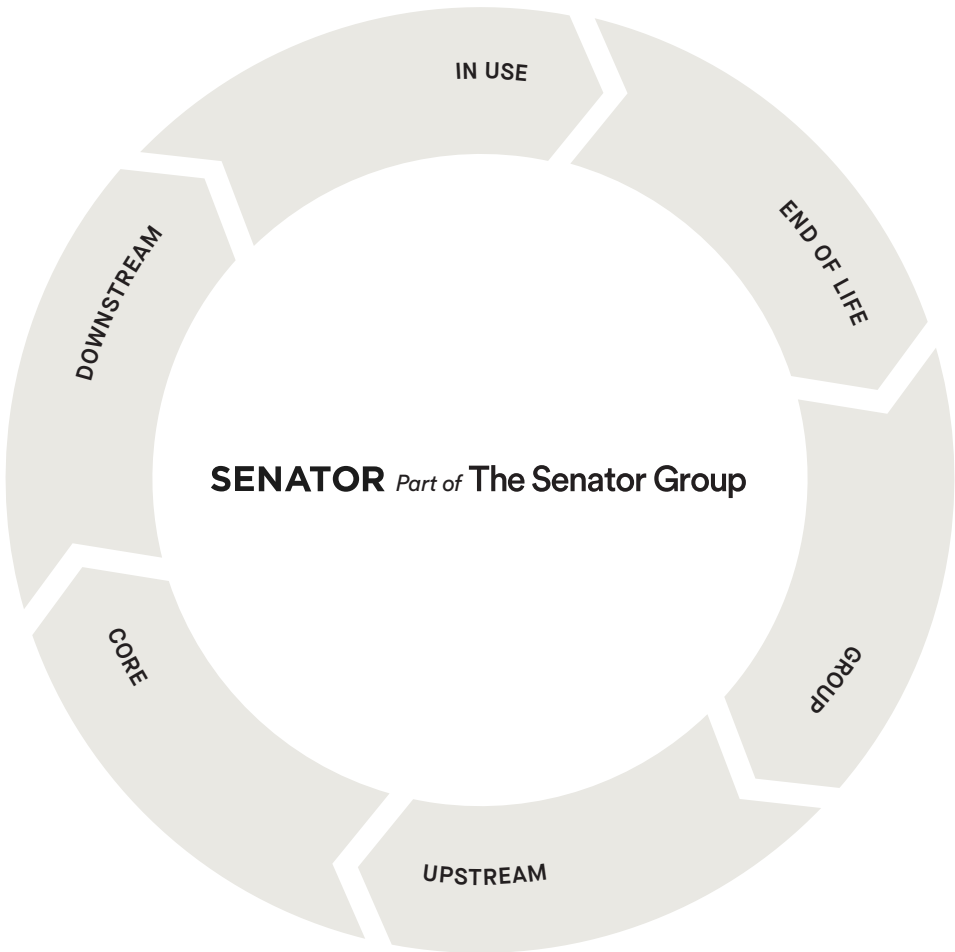 IN USE
END OF LIFE
GROUP
UPSTREAM
CORE
DOWNSTREAM
SENATOR Part of The Senator Group